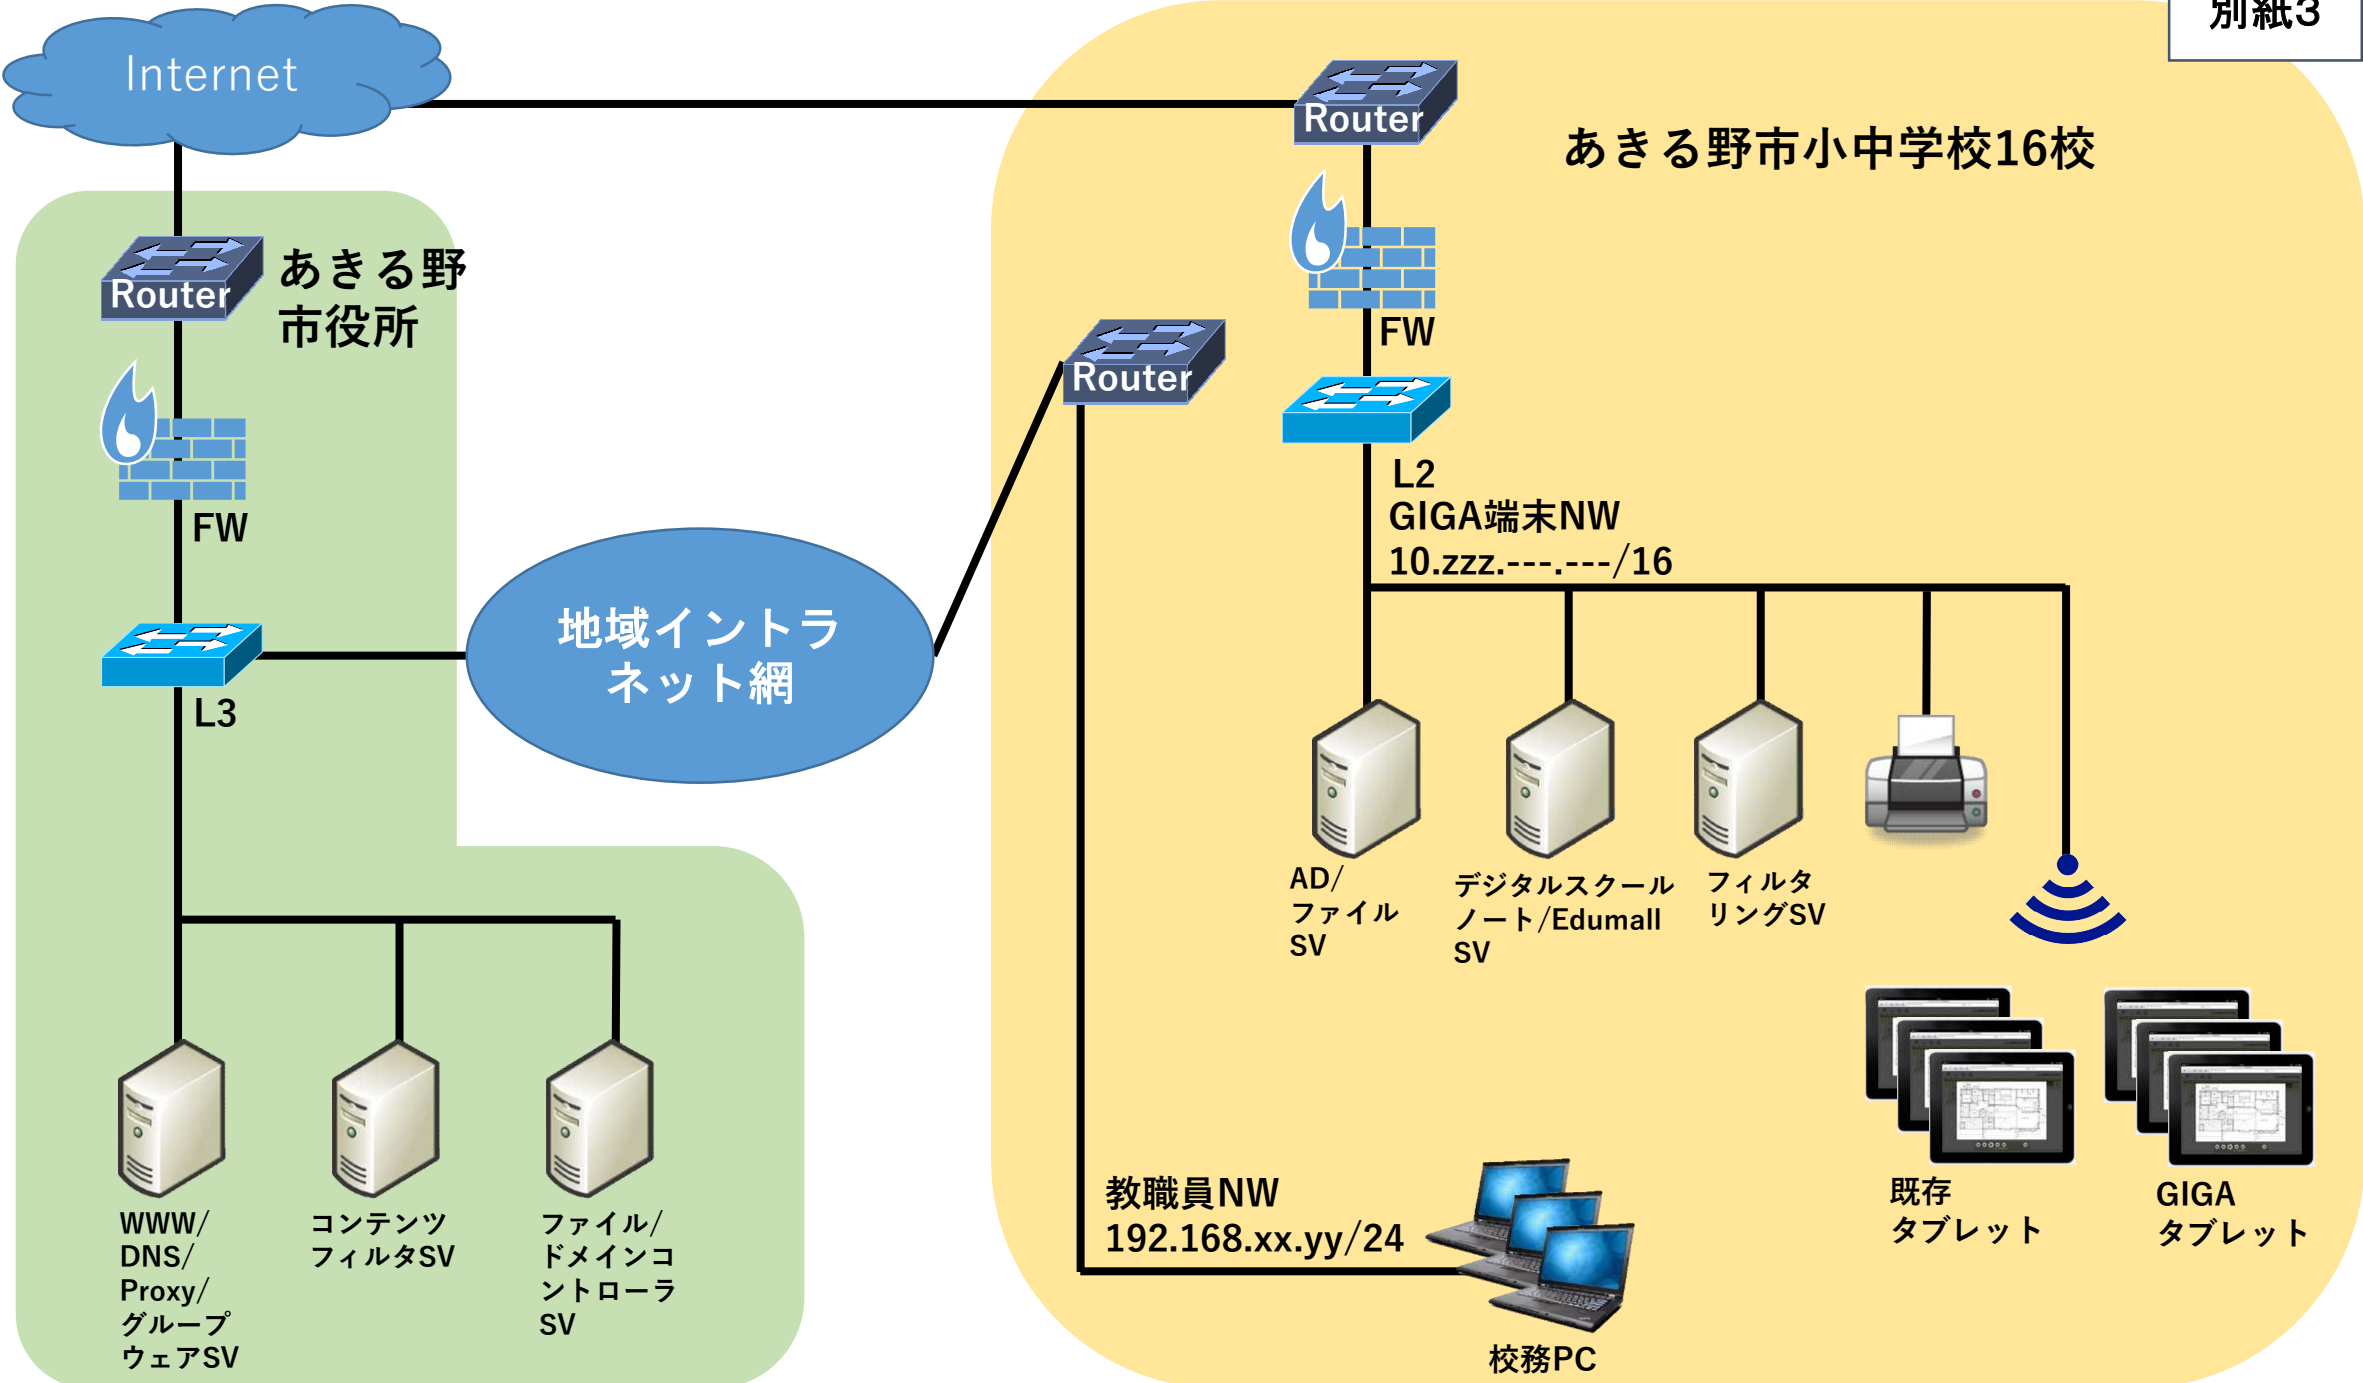 別紙3
Internet
Router
あきる野市小中学校16校
Router
あきる野
市役所
FW
Router
L2
GIGA端末NW
10.zzz.---.---/16
FW
地域イントラ
ネット網
L3
AD/
ファイル
SV
デジタルスクール
ノート/Edumall
SV
フィルタ
リングSV
教職員NW
192.168.xx.yy/24
既存
タブレット
GIGA
タブレット
WWW/
DNS/
Proxy/
グループ
ウェアSV
コンテンツ
フィルタSV
ファイル/
ドメインコ
ントローラ
SV
校務PC